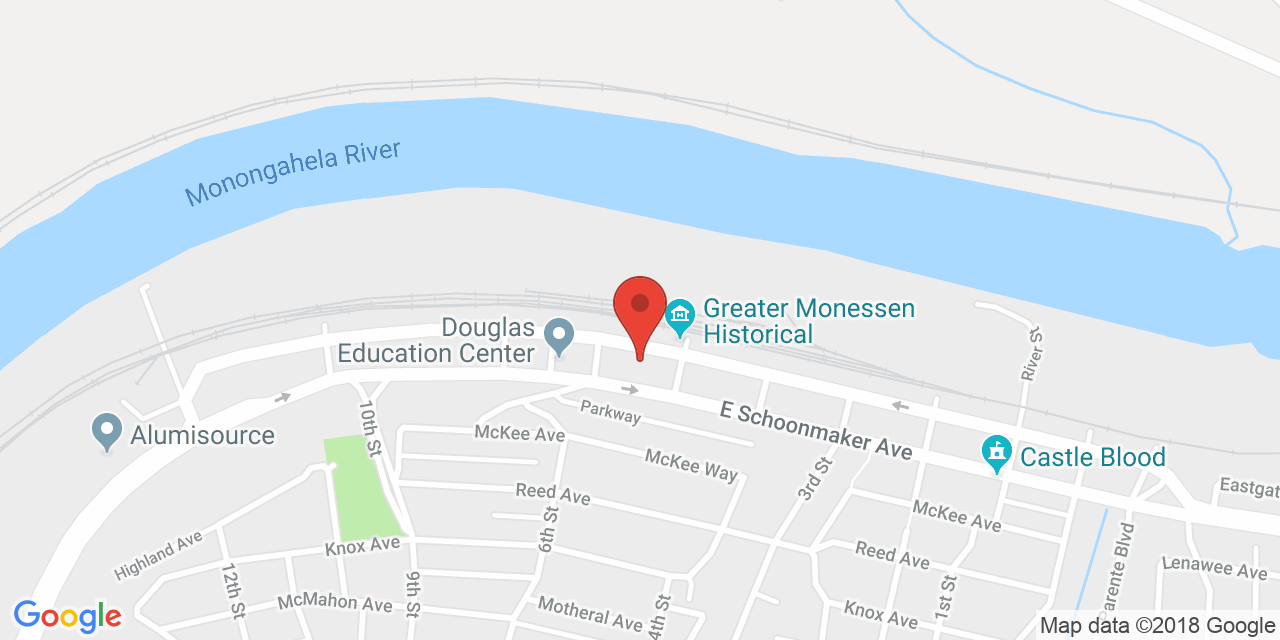 Monongahela River
Greater Monessen
Historical
Douglas
Education Center
River St
10th St
Parkway
E Schoonmaker Ave
Alumisource
McKee Ave
McKee Way
3rd St
Castle Blood
Reed Ave
Eastgat
McKee Ave
6th St
Highland Ave
Knox Ave
Reed Ave
Parente Blvd
Lenawee Ave
12th St
9th St
McMahon Ave
1st St
Motheral Ave
4th St
Knox Ave
Google
Map data ©2018 Google